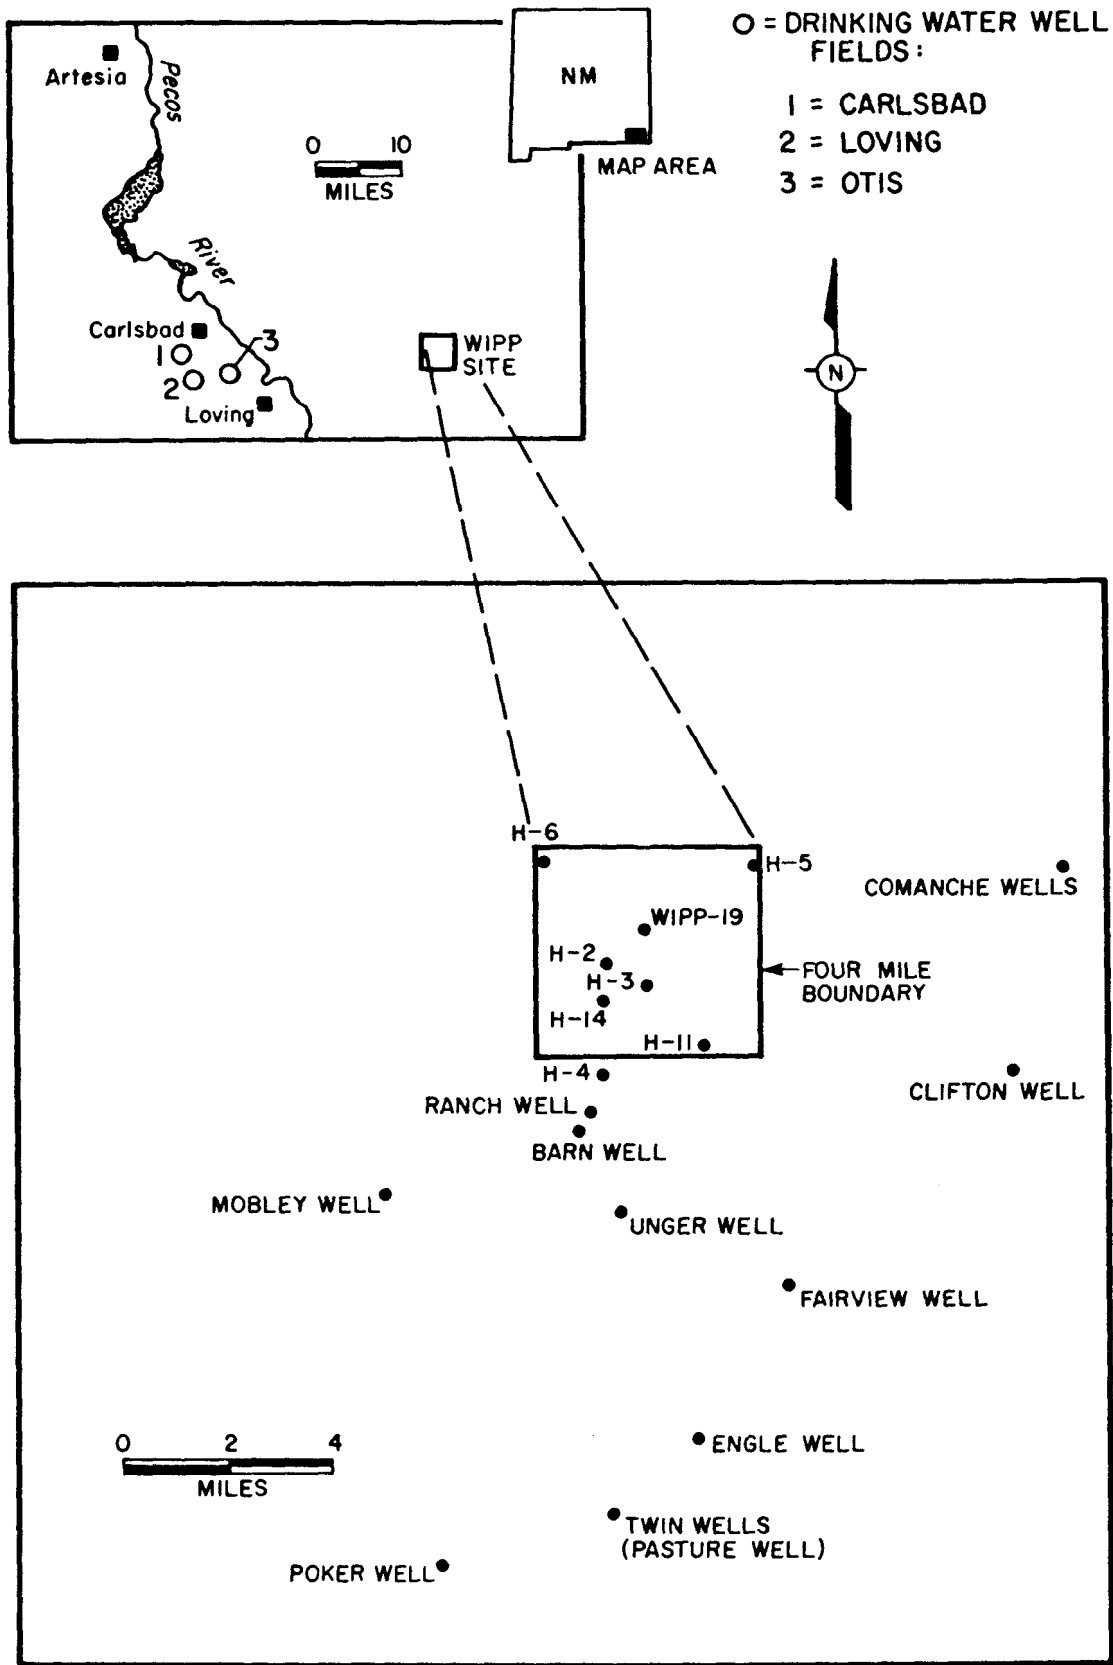 O = DRINKING WATER WELL
FIELDS:
1 = CARLSBAD
2 = LOVING
3 = OTIS
NM
MAP AREA
Artesia
Pecos
River
0 10
MILES
Carlsbad
1
2
3
Loving
WIPP
SITE
N
H-6
H-5
COMANCHE WELLS
WIPP-19
H-2
H-3
H-14
FOUR MILE
BOUNDARY
H-11
H-4
CLIFTON WELL
RANCH WELL
BARN WELL
MOBLEY WELL
UNGER WELL
FAIRVIEW WELL
0 2 4
MILES
ENGLE WELL
TWIN WELLS
(PASTURE WELL)
POKER WELL